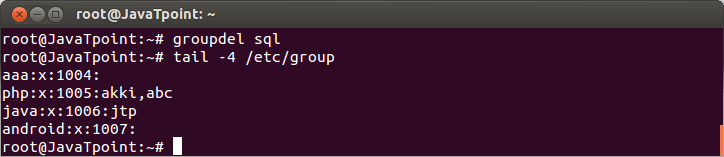 root@JavaTpoint: ~
root@JavaTpoint:~# groupdel sql
root@JavaTpoint:~# tail -4 /etc/group
aaa:x:1004:
php:x:1005:akki,abc
java:x:1006:jtp
android:x:1007:
root@JavaTpoint:~#